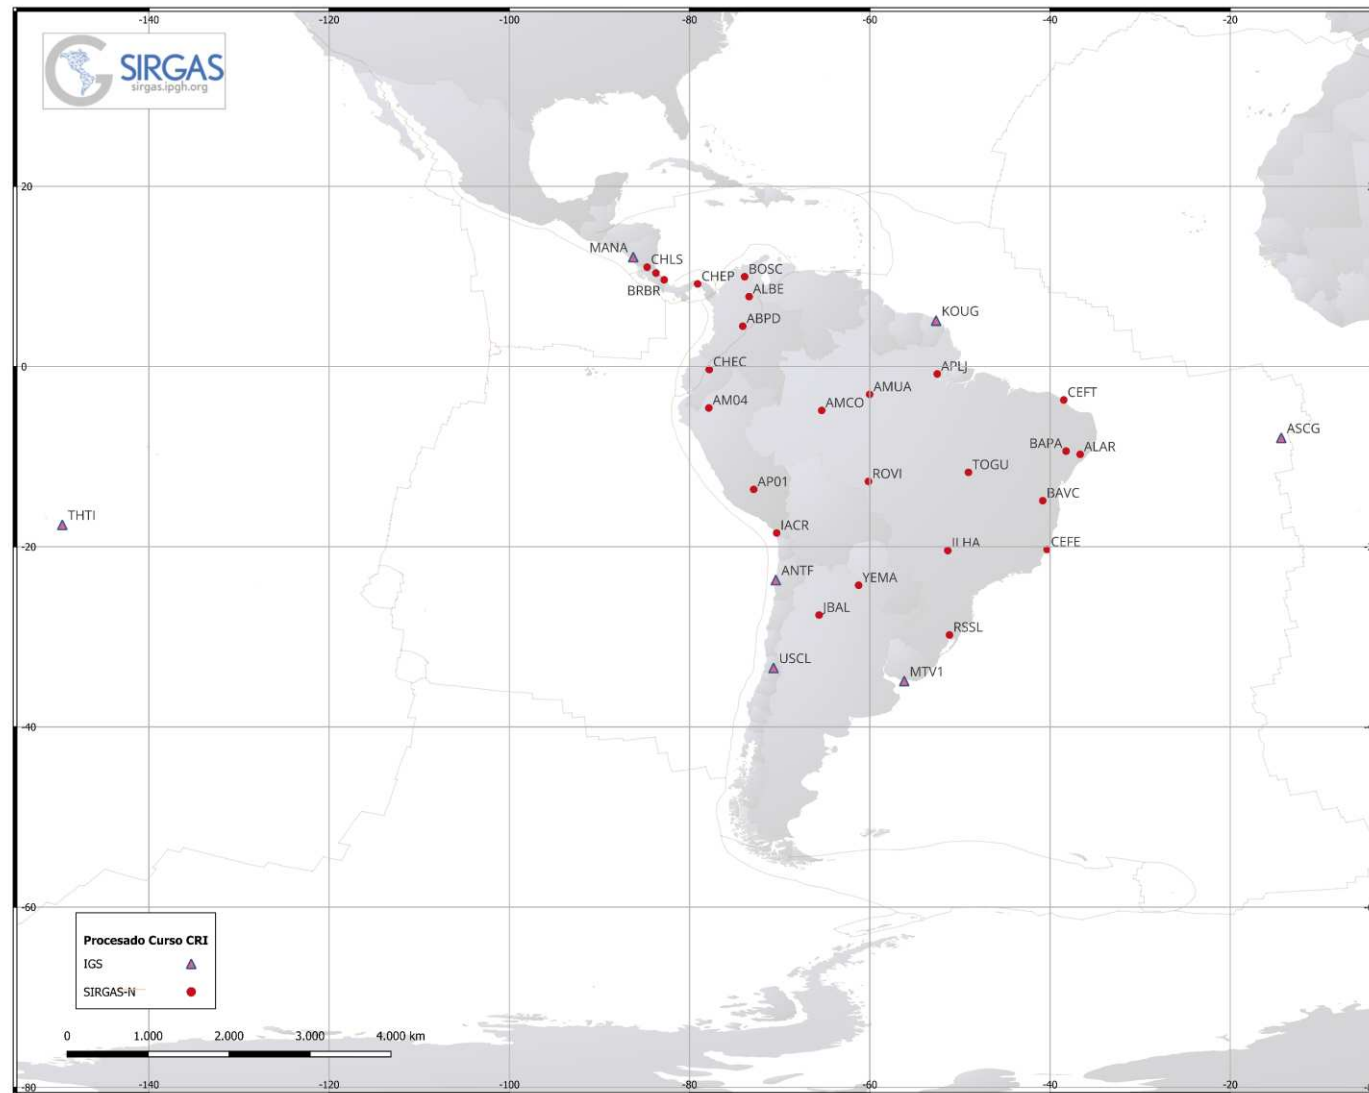 -140
-120
-100
-80
-60
-40
-20
SIRGAS
sirgas.ipgh.org
20
MANA
CHLS
BRBR
CHEP
BOSC
ALBE
ABPD
KOUG
0
CHEC
APLJ
AMUA
CEFT
AM04
AMCO
ASCG
BAPA
ALAR
TOGU
ROVI
AP01
BAVC
THTI
IACR
-20
ILHA
CEFE
ANTF
YEMA
JBAL
RSSL
USCL
MTV1
-40
-60
Procesado Curso CRI
IGS
SIRGAS-N
0 1.000 2.000 3.000 4.000 km
-80
-140
-120
-100
-80
-60
-40
-20